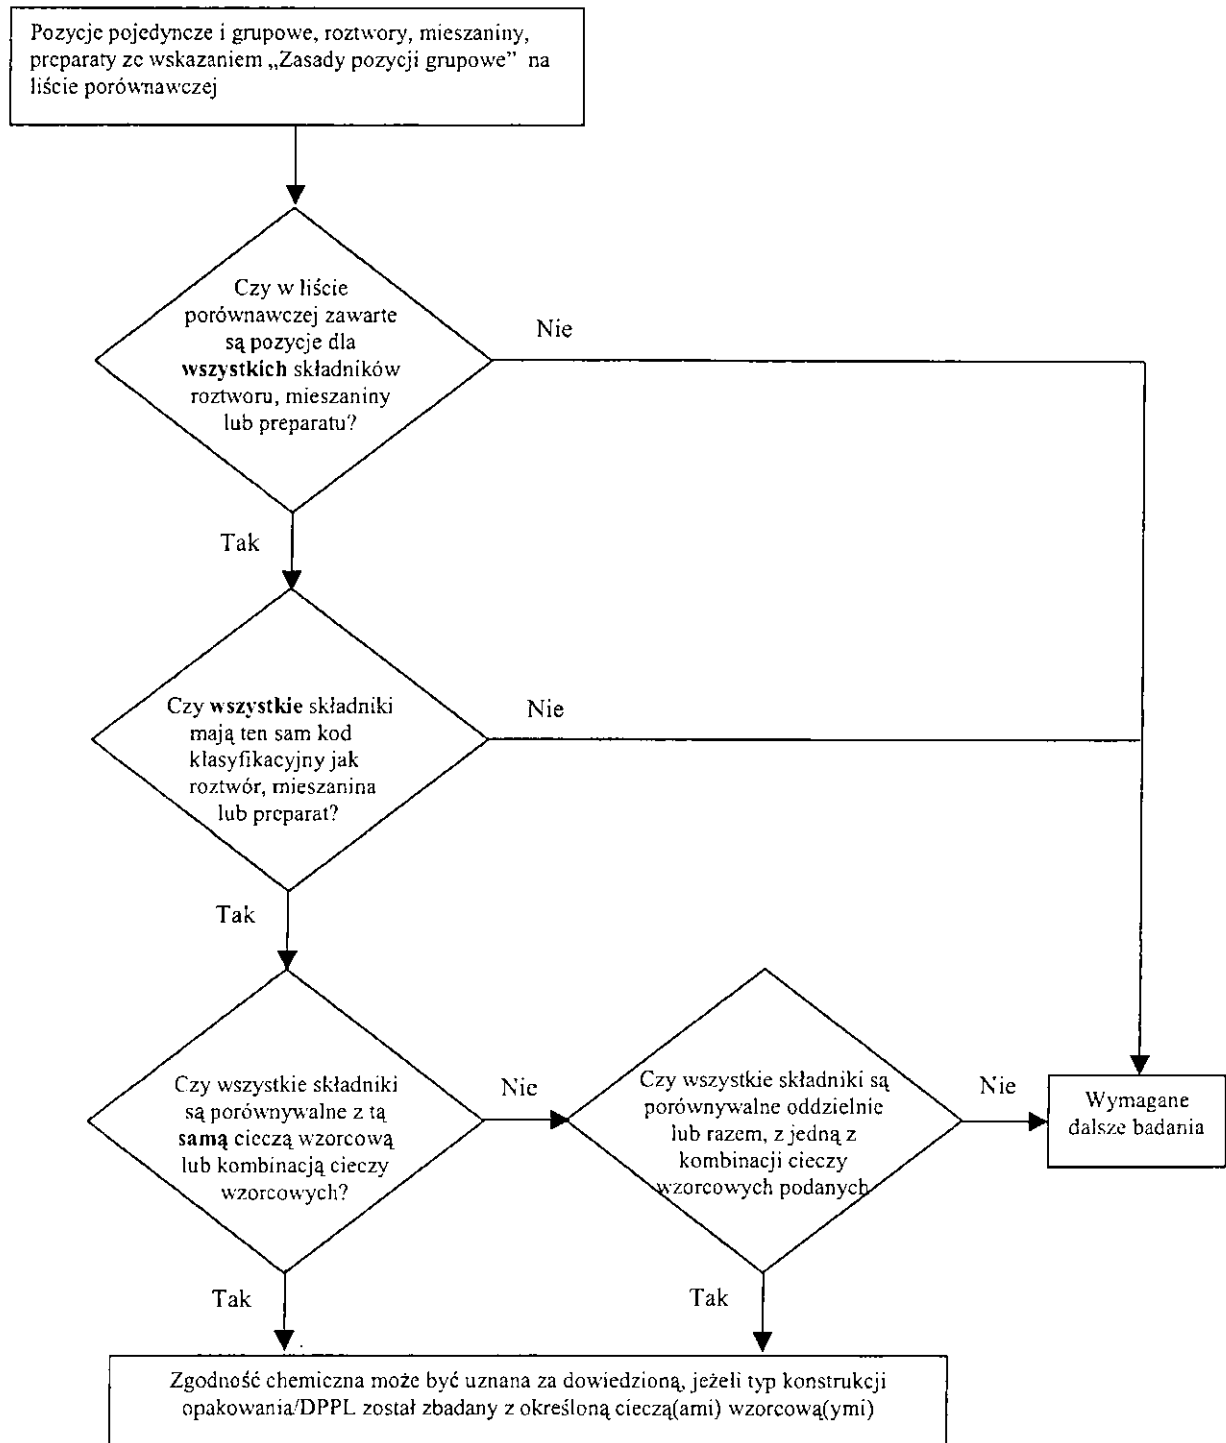 Pozycje pojedyncze i grupowe, roztwory, mieszaniny,
preparaty ze wskazaniem „Zasady pozycji grupowe” na
liście porównawczej
Czy w liście
porównawczej zawarte
są pozycje dla
wszystkich składników
roztworu, mieszaniny
lub preparatu?
Nie
Tak
Czy wszystkie składniki
mają ten sam kod
klasyfikacyjny jak
roztwór, mieszanina
lub preparat?
Nie
Tak
Czy wszystkie składniki
są porównywalne z tą
samą cieczą wzorcową
lub kombinacją cieczy
wzorcowych?
Nie
Czy wszystkie składniki są
porównywalne oddzielnie
lub razem, z jedną z
kombinacji cieczy
wzorcowych podanych
Nie
Wymagane
dalsze badania
Tak
Tak
Zgodność chemiczna może być uznana za dowiedzioną, jeżeli typ konstrukcji
opakowania/DPPL został zbadany z określoną cieczą(ami) wzorcową(ymi)